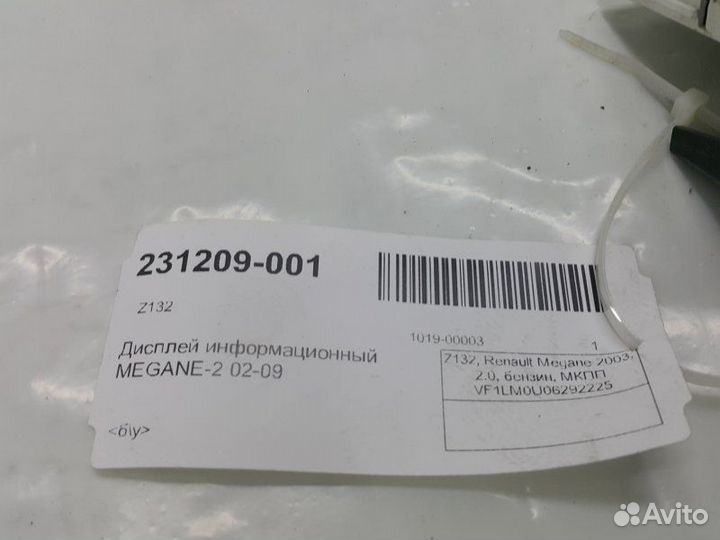 231209-001
Z132
Дисплей информационный
MEGANE-2 02-09
<б\у>
1019-00003 1
Z132, Renault Megane 2003,
2.0, бензин, МКПП
VF1LM0U06292225
Avito